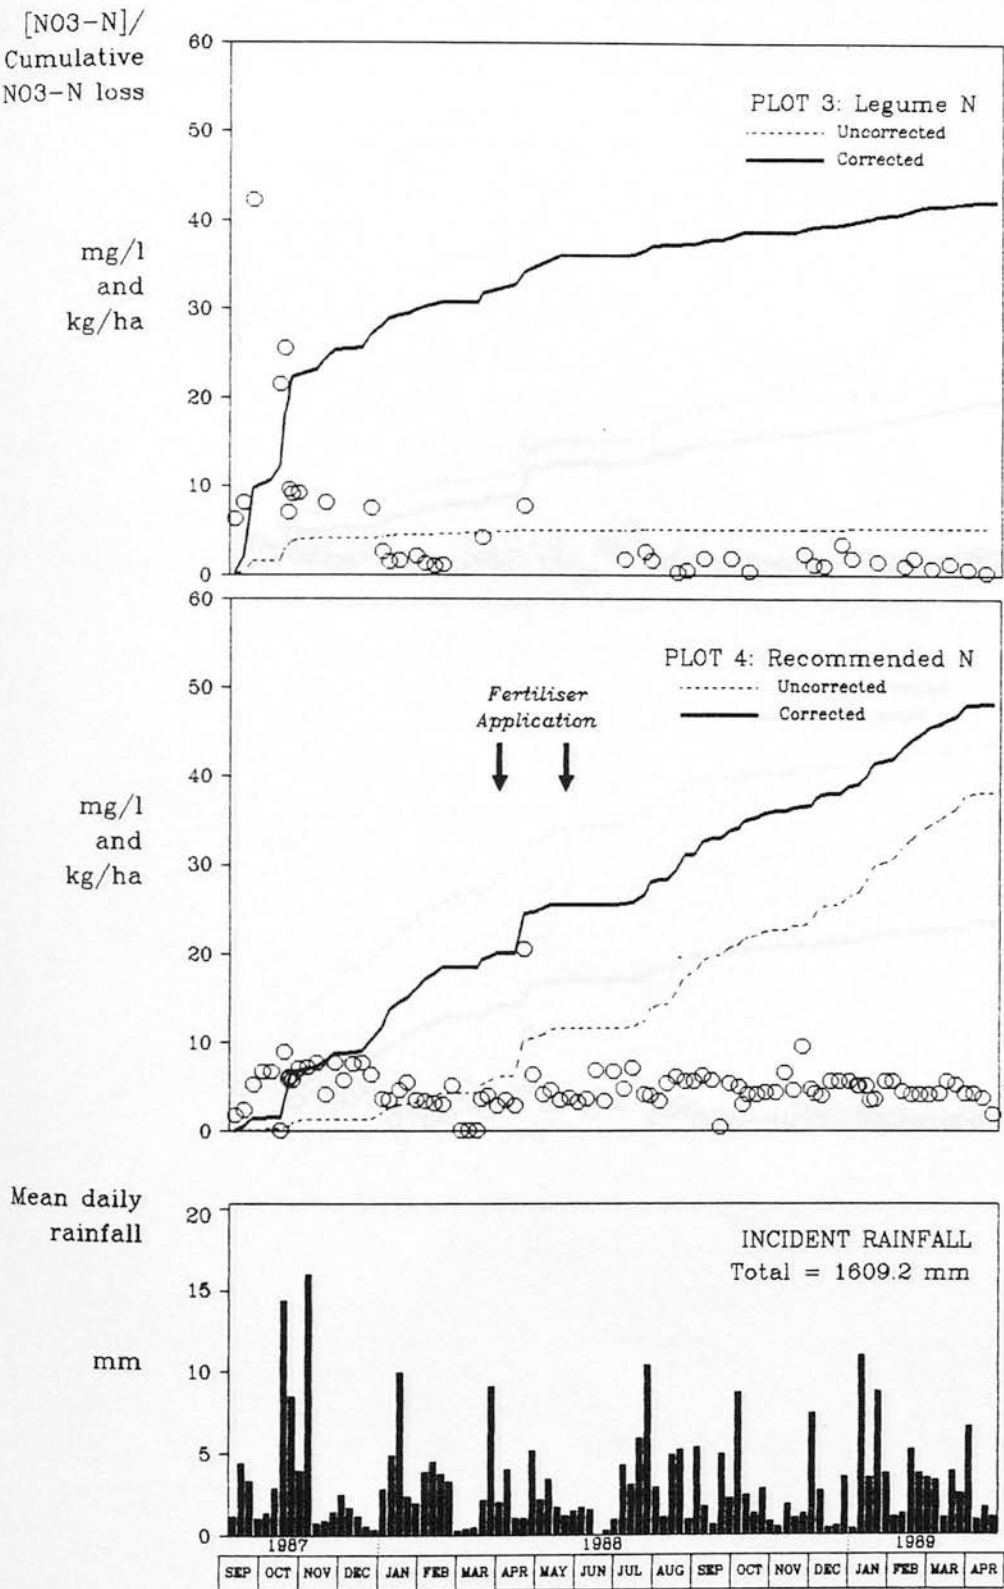 [NO3-N]/
Cumulative
NO3-N loss
60
50
40
30
20
10
0
mg/l
and
kg/ha
PLOT 3: Legume N
Uncorrected
Corrected
60
50
40
30
20
10
0
mg/l
and
kg/ha
PLOT 4: Recommended N
Uncorrected
Corrected
Fertiliser
Application
Mean daily
rainfall
mm
20
15
10
5
0
INCIDENT RAINFALL
Total = 1609.2 mm
1987 1988 1989
SEP OCT NOV DEC JAN FEB MAR APR MAY JUN JUL AUG SEP OCT NOV DEC JAN FEB MAR APR